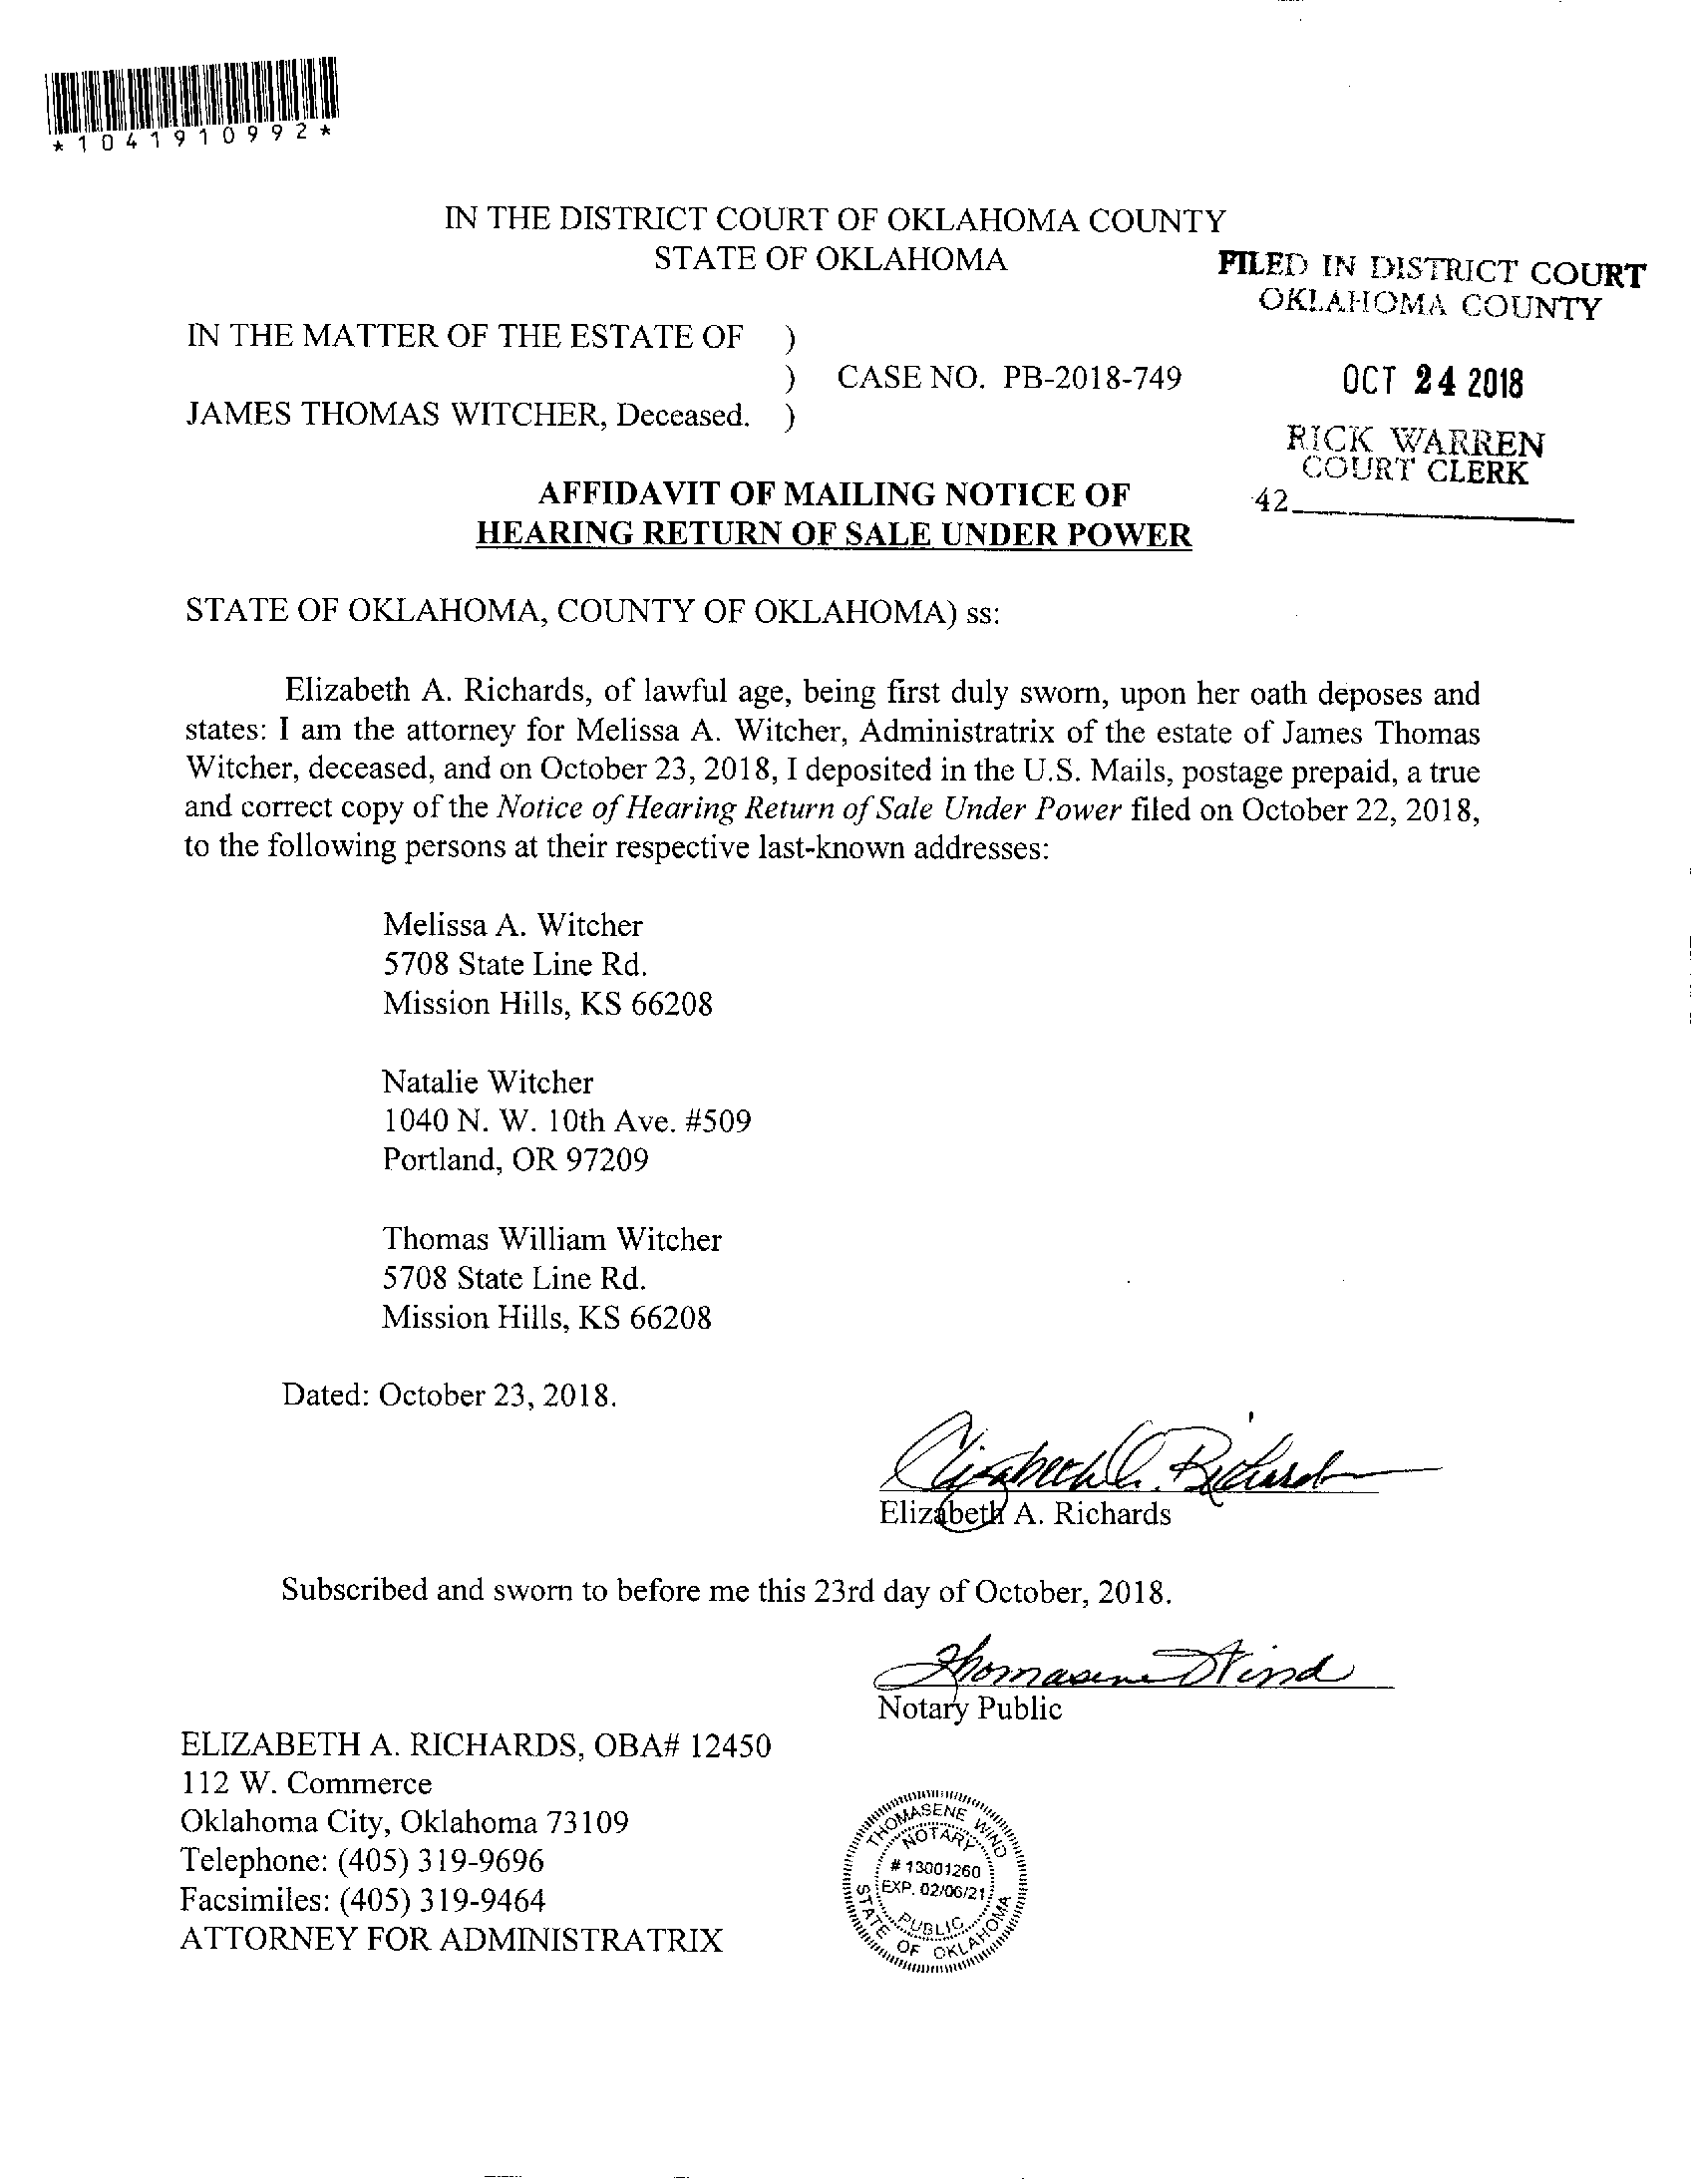 *1041910992*
IN THE DISTRICT COURT OF OKLAHOMA COUNTY
STATE OF OKLAHOMA
FILED IN DISTRICT COURT
OKLAHOMA COUNTY
IN THE MATTER OF THE ESTATE OF )
) CASE NO. PB-2018-749
OCT 24 2018
JAMES THOMAS WITCHER, Deceased. )
RICK WARREN
COURT CLERK
42
AFFIDAVIT OF MAILING NOTICE OF
HEARING RETURN OF SALE UNDER POWER
STATE OF OKLAHOMA, COUNTY OF OKLAHOMA) ss:
Elizabeth A. Richards, of lawful age, being first duly sworn, upon her oath deposes and
states: I am the attorney for Melissa A. Witcher, Administratrix of the estate of James Thomas
Witcher, deceased, and on October 23, 2018, I deposited in the U.S. Mails, postage prepaid, a true
and correct copy of the Notice of Hearing Return of Sale Under Power filed on October 22, 2018,
to the following persons at their respective last-known addresses:
Melissa A. Witcher
5708 State Line Rd.
Mission Hills, KS 66208
Natalie Witcher
1040 N. W. 10th Ave. #509
Portland, OR 97209
Thomas William Witcher
5708 State Line Rd.
Mission Hills, KS 66208
Dated: October 23, 2018.
Elizabeth A. Richards
Elizabeth A. Richards
Subscribed and sworn to before me this 23rd day of October, 2018.
Thomasene Wind
Notary Public
ELIZABETH A. RICHARDS, OBA# 12450
112 W. Commerce
Oklahoma City, Oklahoma 73109
Telephone: (405) 319-9696
Facsimiles: (405) 319-9464
ATTORNEY FOR ADMINISTRATRIX
THOMASENE WIND
NOTARY
# 13001260
EXP. 02/06/21
PUBLIC
STATE OF OKLAHOMA